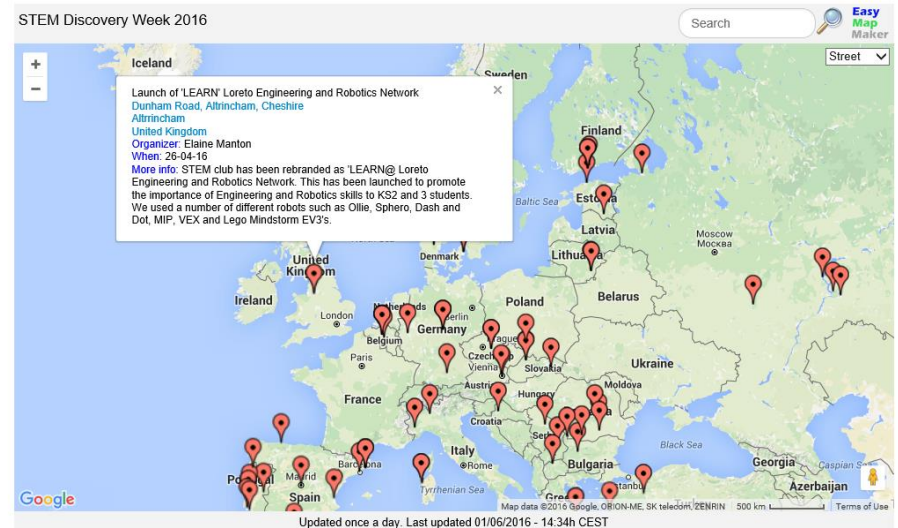 STEM Discovery Week 2016
Search
Easy
Map
Maker
+
−
Street
Iceland
Sweden
Launch of 'LEARN' Loreto Engineering and Robotics Network
Dunham Road, Altrincham, Cheshire
Altrrincham
United Kingdom
Organizer: Elaine Manton
When: 26-04-16
More info: STEM club has been rebranded as 'LEARN@ Loreto
Engineering and Robotics Network. This has been launched to promote
the importance of Engineering and Robotics skills to KS2 and 3 students.
We used a number of different robots such as Ollie, Sphero, Dash and
Dot, MIP, VEX and Lego Mindstorm EV3's.
×
Finland
Baltic Sea
Estonia
Latvia
Moscow
Москва
Lithuania
Denmark
United
Kingdom
Ireland
London
Netherlands
Berlin
Poland
Belarus
Germany
Belgium
Prague
Paris
Czech
Vienna
Slovakia
Ukraine
Austria
Hungary
Moldova
France
Croatia
Serbia
Italy
Rome
Barcelona
Black Sea
Bulgaria
Georgia
Caspian Sea
Portugal
Madrid
Spain
Tyrrhenian Sea
Istanbul
Greece
Azerbaijan
Google
Map data ©2016 Google, ORION-ME, SK telecom, ZENRIN
500 km
Terms of Use
Updated once a day. Last updated 01/06/2016 - 14:34h CEST